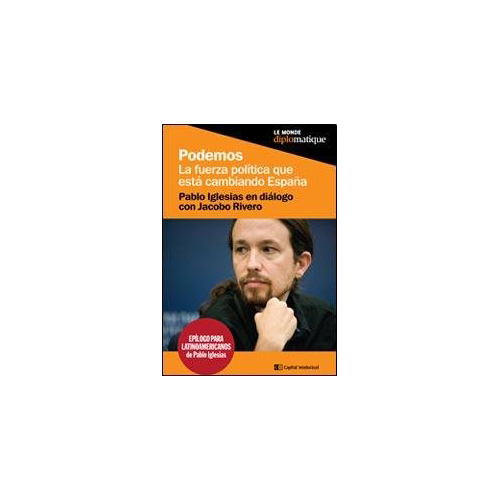 LE MONDE
diplomatique
Podemos
La fuerza política que
está cambiando España
Pablo Iglesias en diálogo
con Jacobo Rivero
EPÍLOGO PARA
LATINOAMERICANOS
de Pablo Iglesias
Capital Intelectual